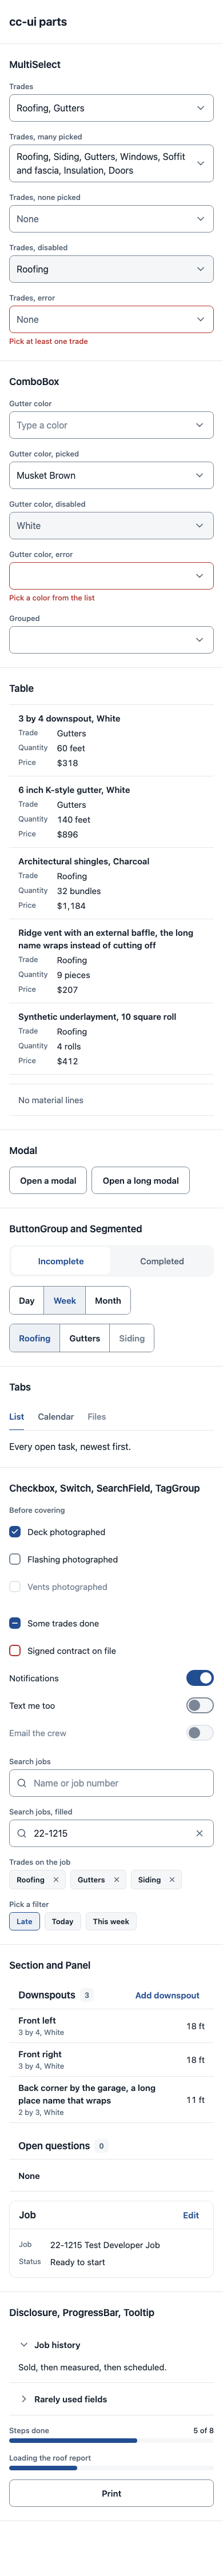 cc-ui parts
MultiSelect
Trades
Roofing, Gutters
Trades, many picked
Roofing, Siding, Gutters, Windows, Soffit
and fascia, Insulation, Doors
Trades, none picked
None
Trades, disabled
Roofing
Trades, error
None
Pick at least one trade
ComboBox
Gutter color
Type a color
Gutter color, picked
Musket Brown
Gutter color, disabled
White
Gutter color, error
Pick a color from the list
Grouped
Table
3 by 4 downspout, White
Trade Gutters
Quantity 60 feet
Price $318
6 inch K-style gutter, White
Trade Gutters
Quantity 140 feet
Price $896
Architectural shingles, Charcoal
Trade Roofing
Quantity 32 bundles
Price $1,184
Ridge vent with an external baffle, the long
name wraps instead of cutting off
Trade Roofing
Quantity 9 pieces
Price $207
Synthetic underlayment, 10 square roll
Trade Roofing
Quantity 4 rolls
Price $412
No material lines
Modal
Open a modal Open a long modal
ButtonGroup and Segmented
Incomplete Completed
Day Week Month
Roofing Gutters Siding
Tabs
List Calendar Files
Every open task, newest first.
Checkbox, Switch, SearchField, TagGroup
Before covering
Deck photographed
Flashing photographed
Vents photographed
Some trades done
Signed contract on file
Notifications
Text me too
Email the crew
Search jobs
Name or job number
Search jobs, filled
22-1215
Trades on the job
Roofing Gutters Siding
Pick a filter
Late Today This week
Section and Panel
Downspouts 3 Add downspout
Front left
3 by 4, White 18 ft
Front right
3 by 4, White 18 ft
Back corner by the garage, a long
place name that wraps 11 ft
2 by 3, White
Open questions 0
None
Job Edit
Job 22-1215 Test Developer Job
Status Ready to start
Disclosure, ProgressBar, Tooltip
Job history
Sold, then measured, then scheduled.
Rarely used fields
Steps done 5 of 8
Loading the roof report
Print